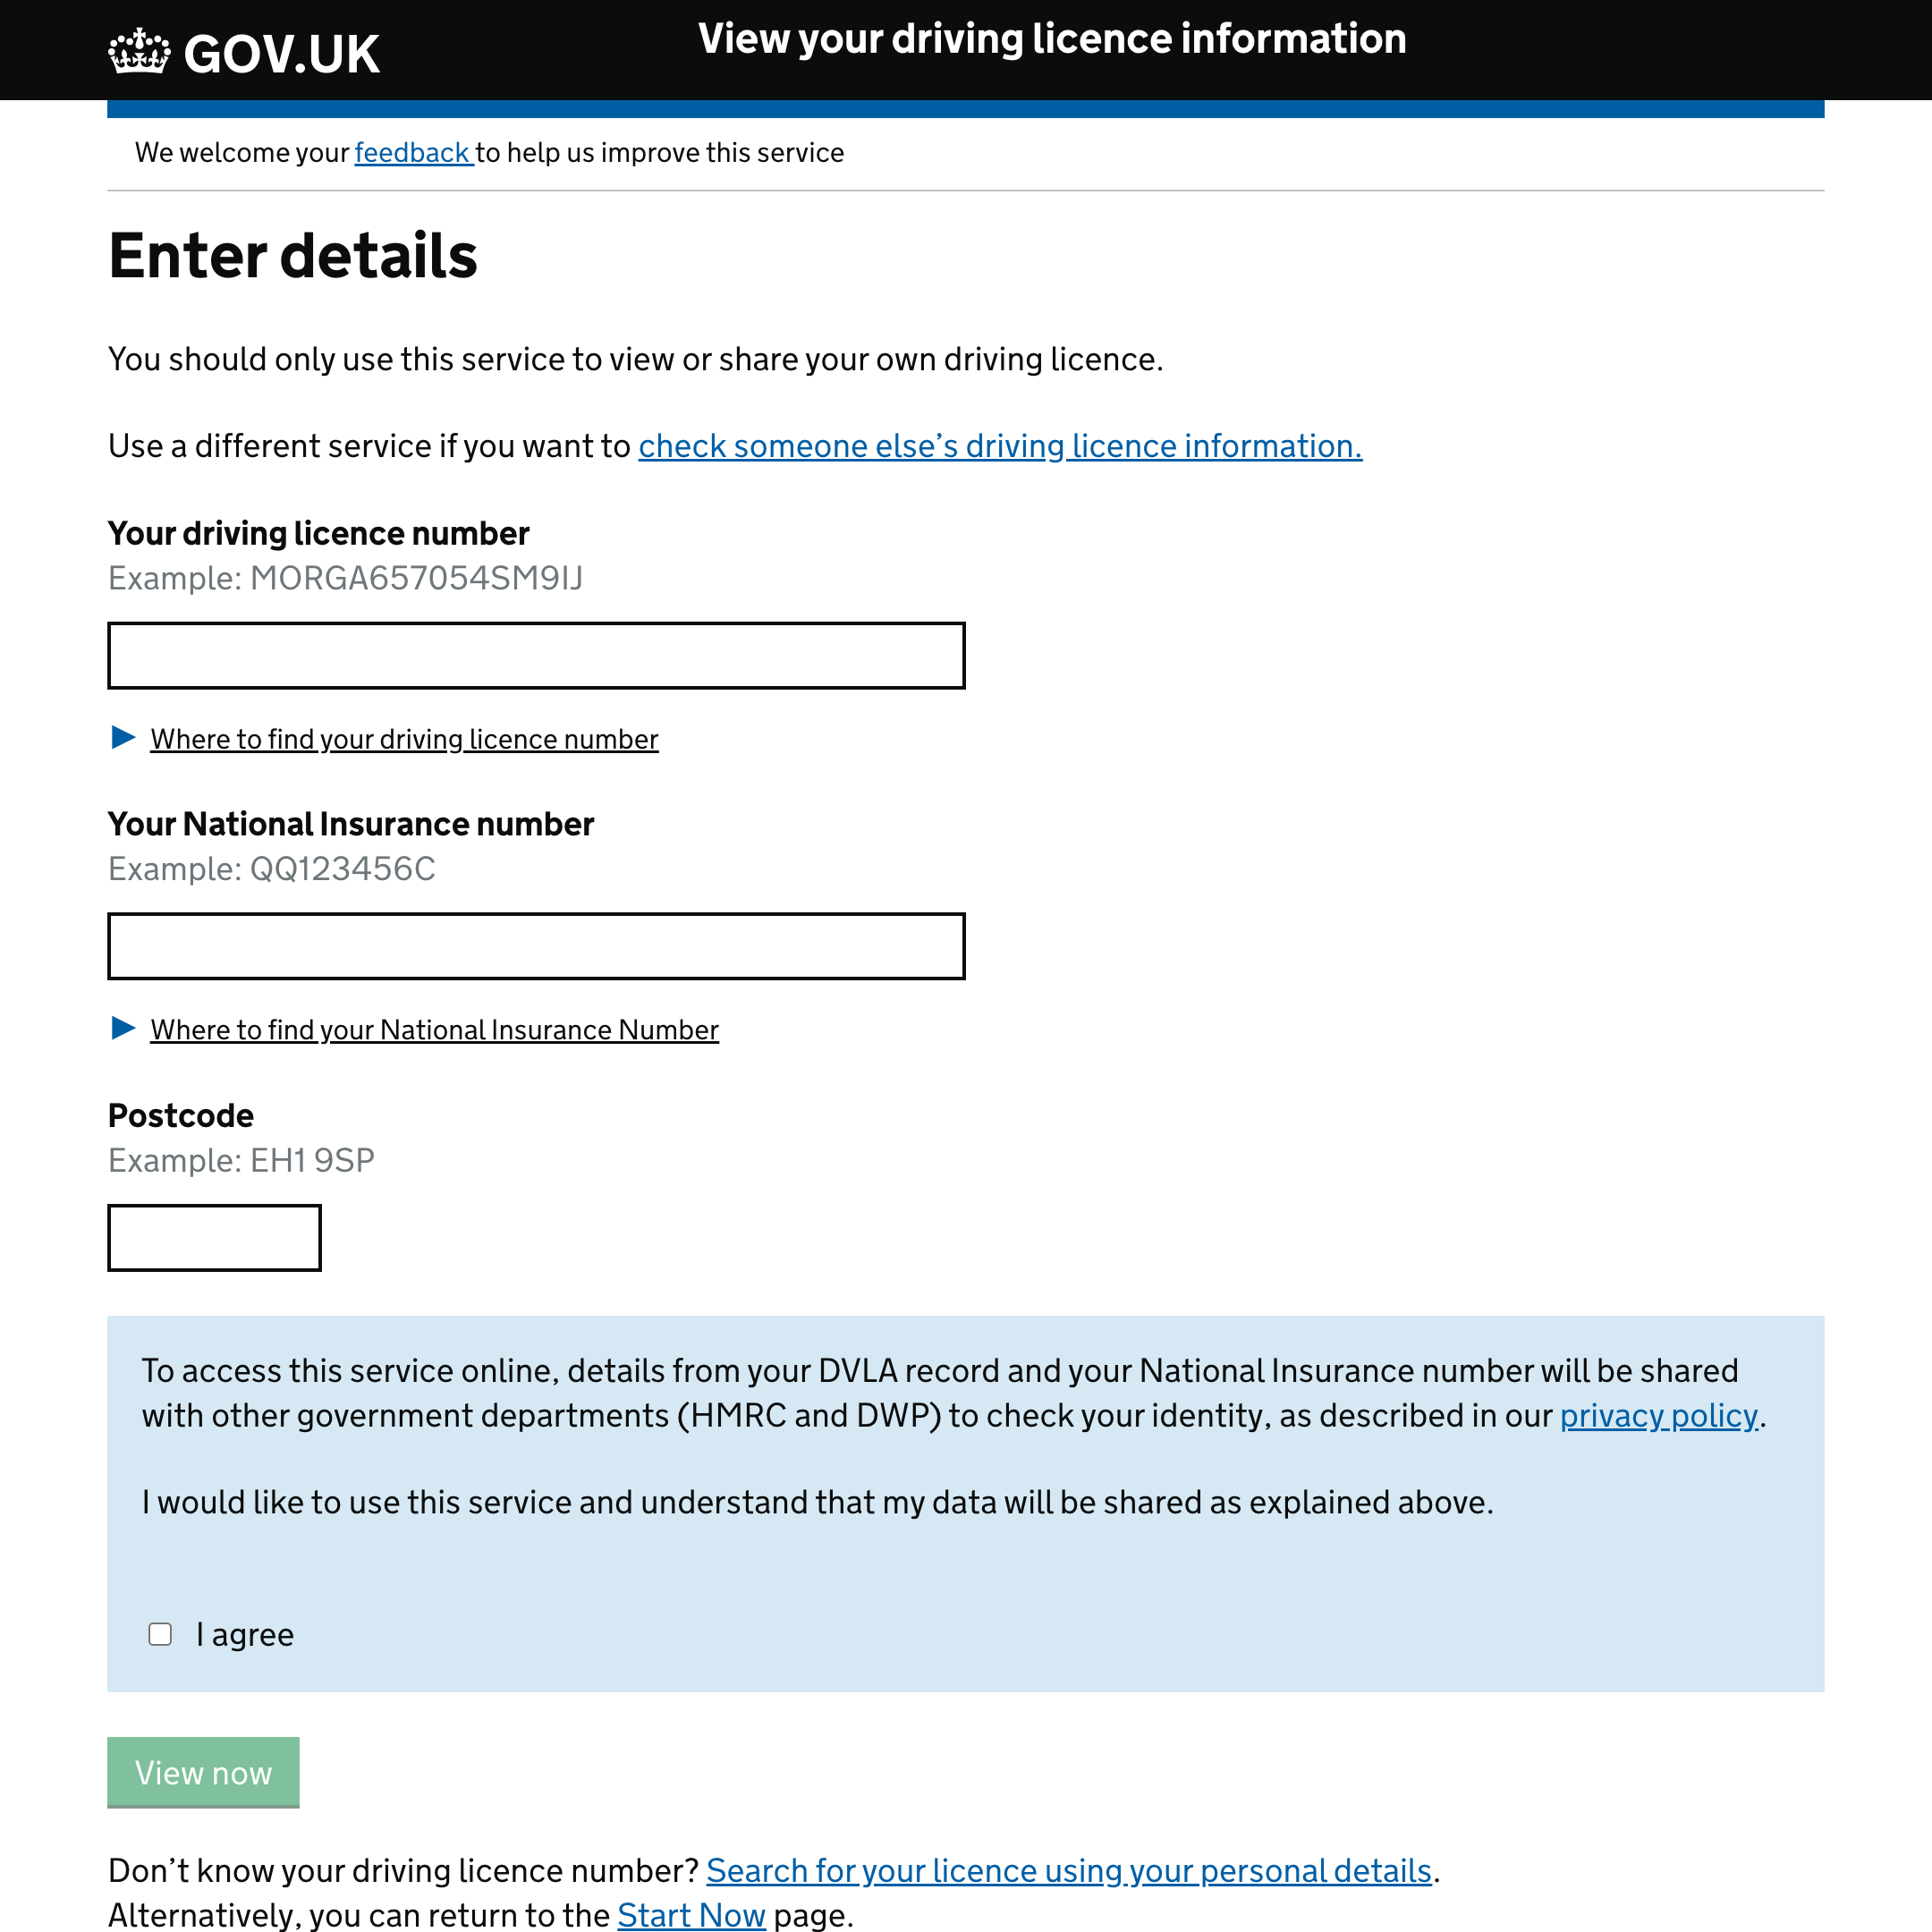 GOV.UK
View your driving licence information
We welcome your feedback to help us improve this service
Enter details
You should only use this service to view or share your own driving licence.
Use a different service if you want to check someone else’s driving licence information.
Your driving licence number
Example: MORGA657054SM9IJ
Where to find your driving licence number
Your National Insurance number
Example: QQ123456C
Where to find your National Insurance Number
Postcode
Example: EH1 9SP
To access this service online, details from your DVLA record and your National Insurance number will be shared
with other government departments (HMRC and DWP) to check your identity, as described in our privacy policy.
I would like to use this service and understand that my data will be shared as explained above.
I agree
View now
Don’t know your driving licence number? Search for your licence using your personal details.
Alternatively, you can return to the Start Now page.